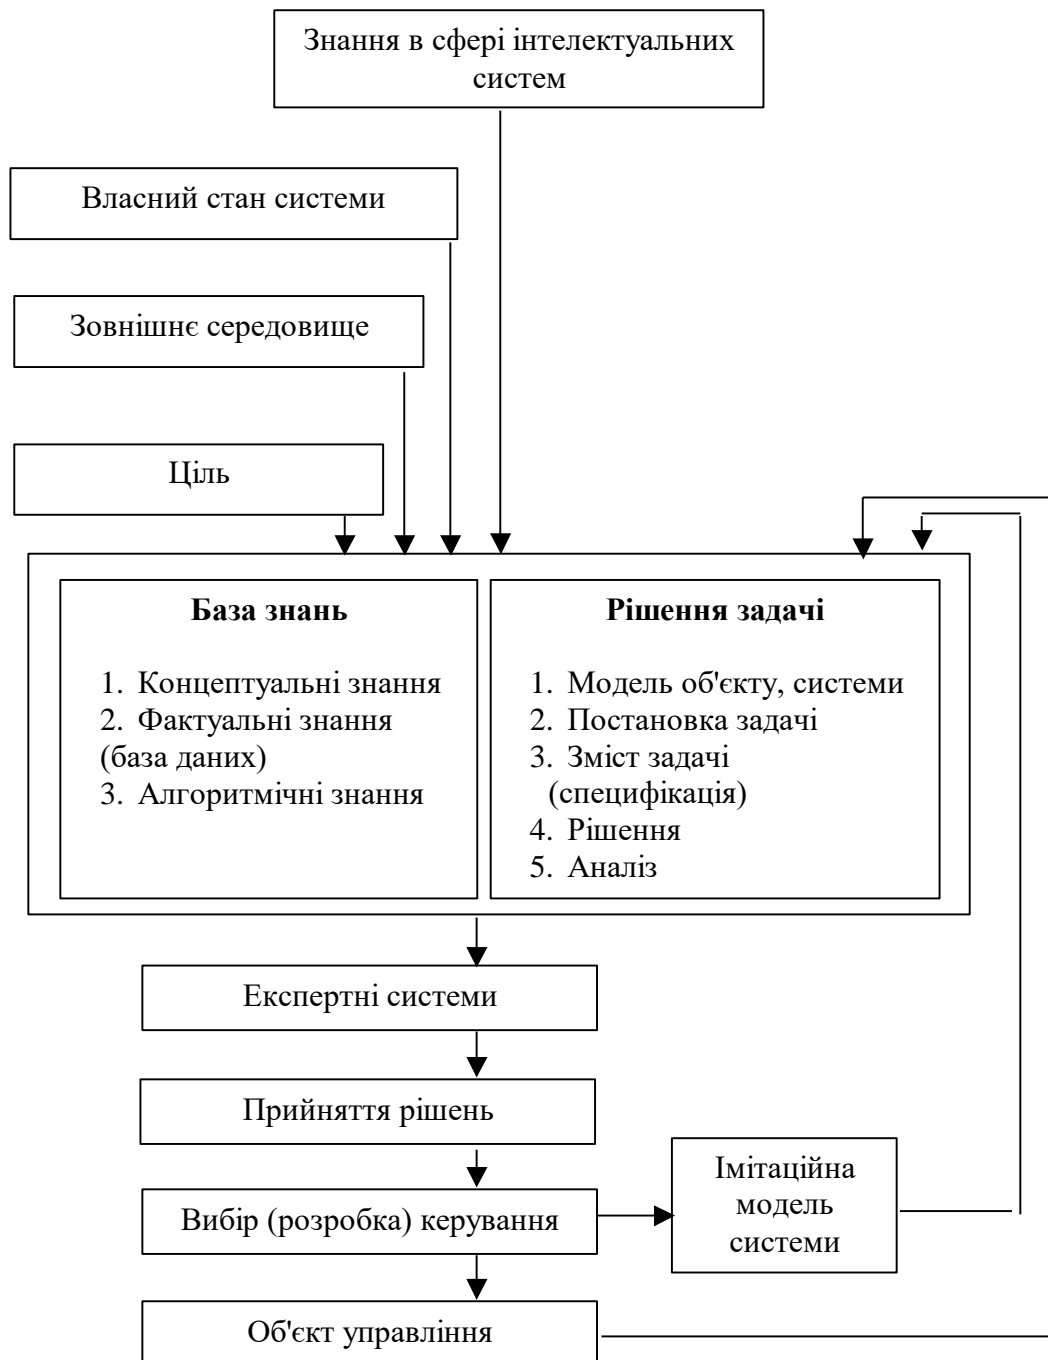 Знання в сфері інтелектуальних
систем
Власний стан системи
Зовнішнє середовище
Ціль
База знань
1. Концептуальні знання
2. Фактуальні знання
(база даних)
3. Алгоритмічні знання
Рішення задачі
1. Модель об'єкту, системи
2. Постановка задачі
3. Зміст задачі
(специфікація)
4. Рішення
5. Аналіз
Експертні системи
Прийняття рішень
Вибір (розробка) керування
Імітаційна
модель
системи
Об'єкт управління